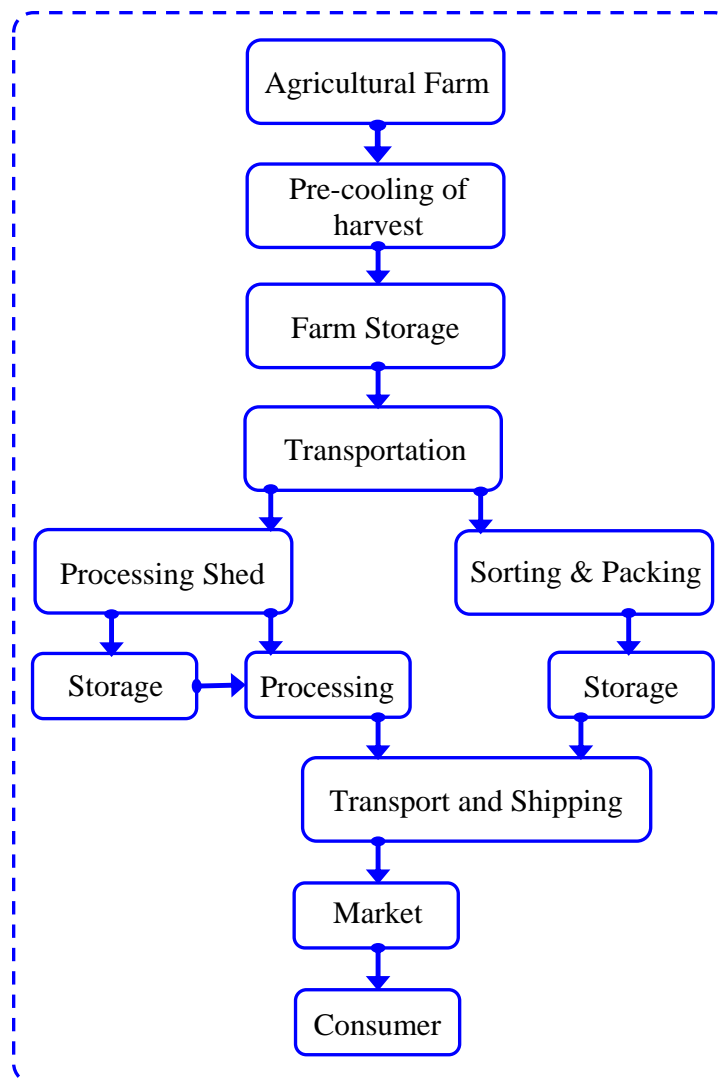 Agricultural Farm
Pre-cooling of
harvest
Farm Storage
Transportation
Processing Shed
Sorting & Packing
Storage
Processing
Storage
Transport and Shipping
Market
Consumer